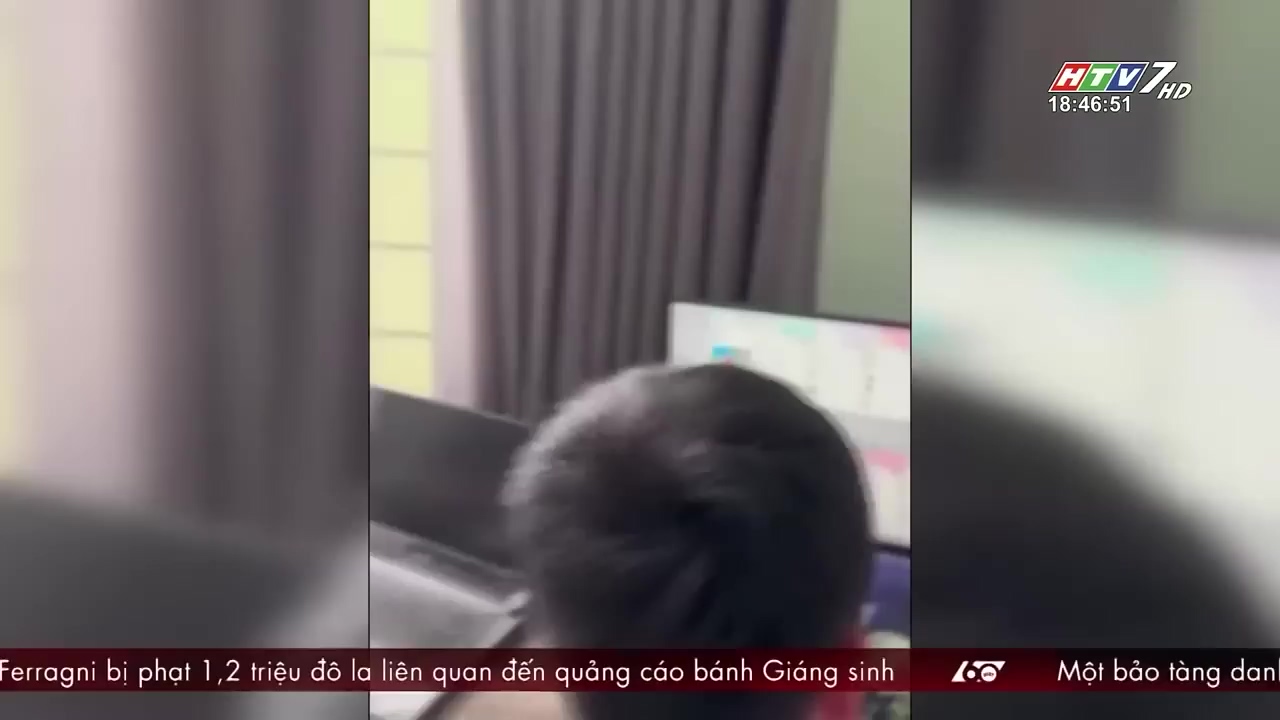 HTV7 HD
18:46:51
Ferragni bị phạt 1,2 triệu đô la liên quan đến quảng cáo bánh Giáng sinh
60 Một bảo tàng